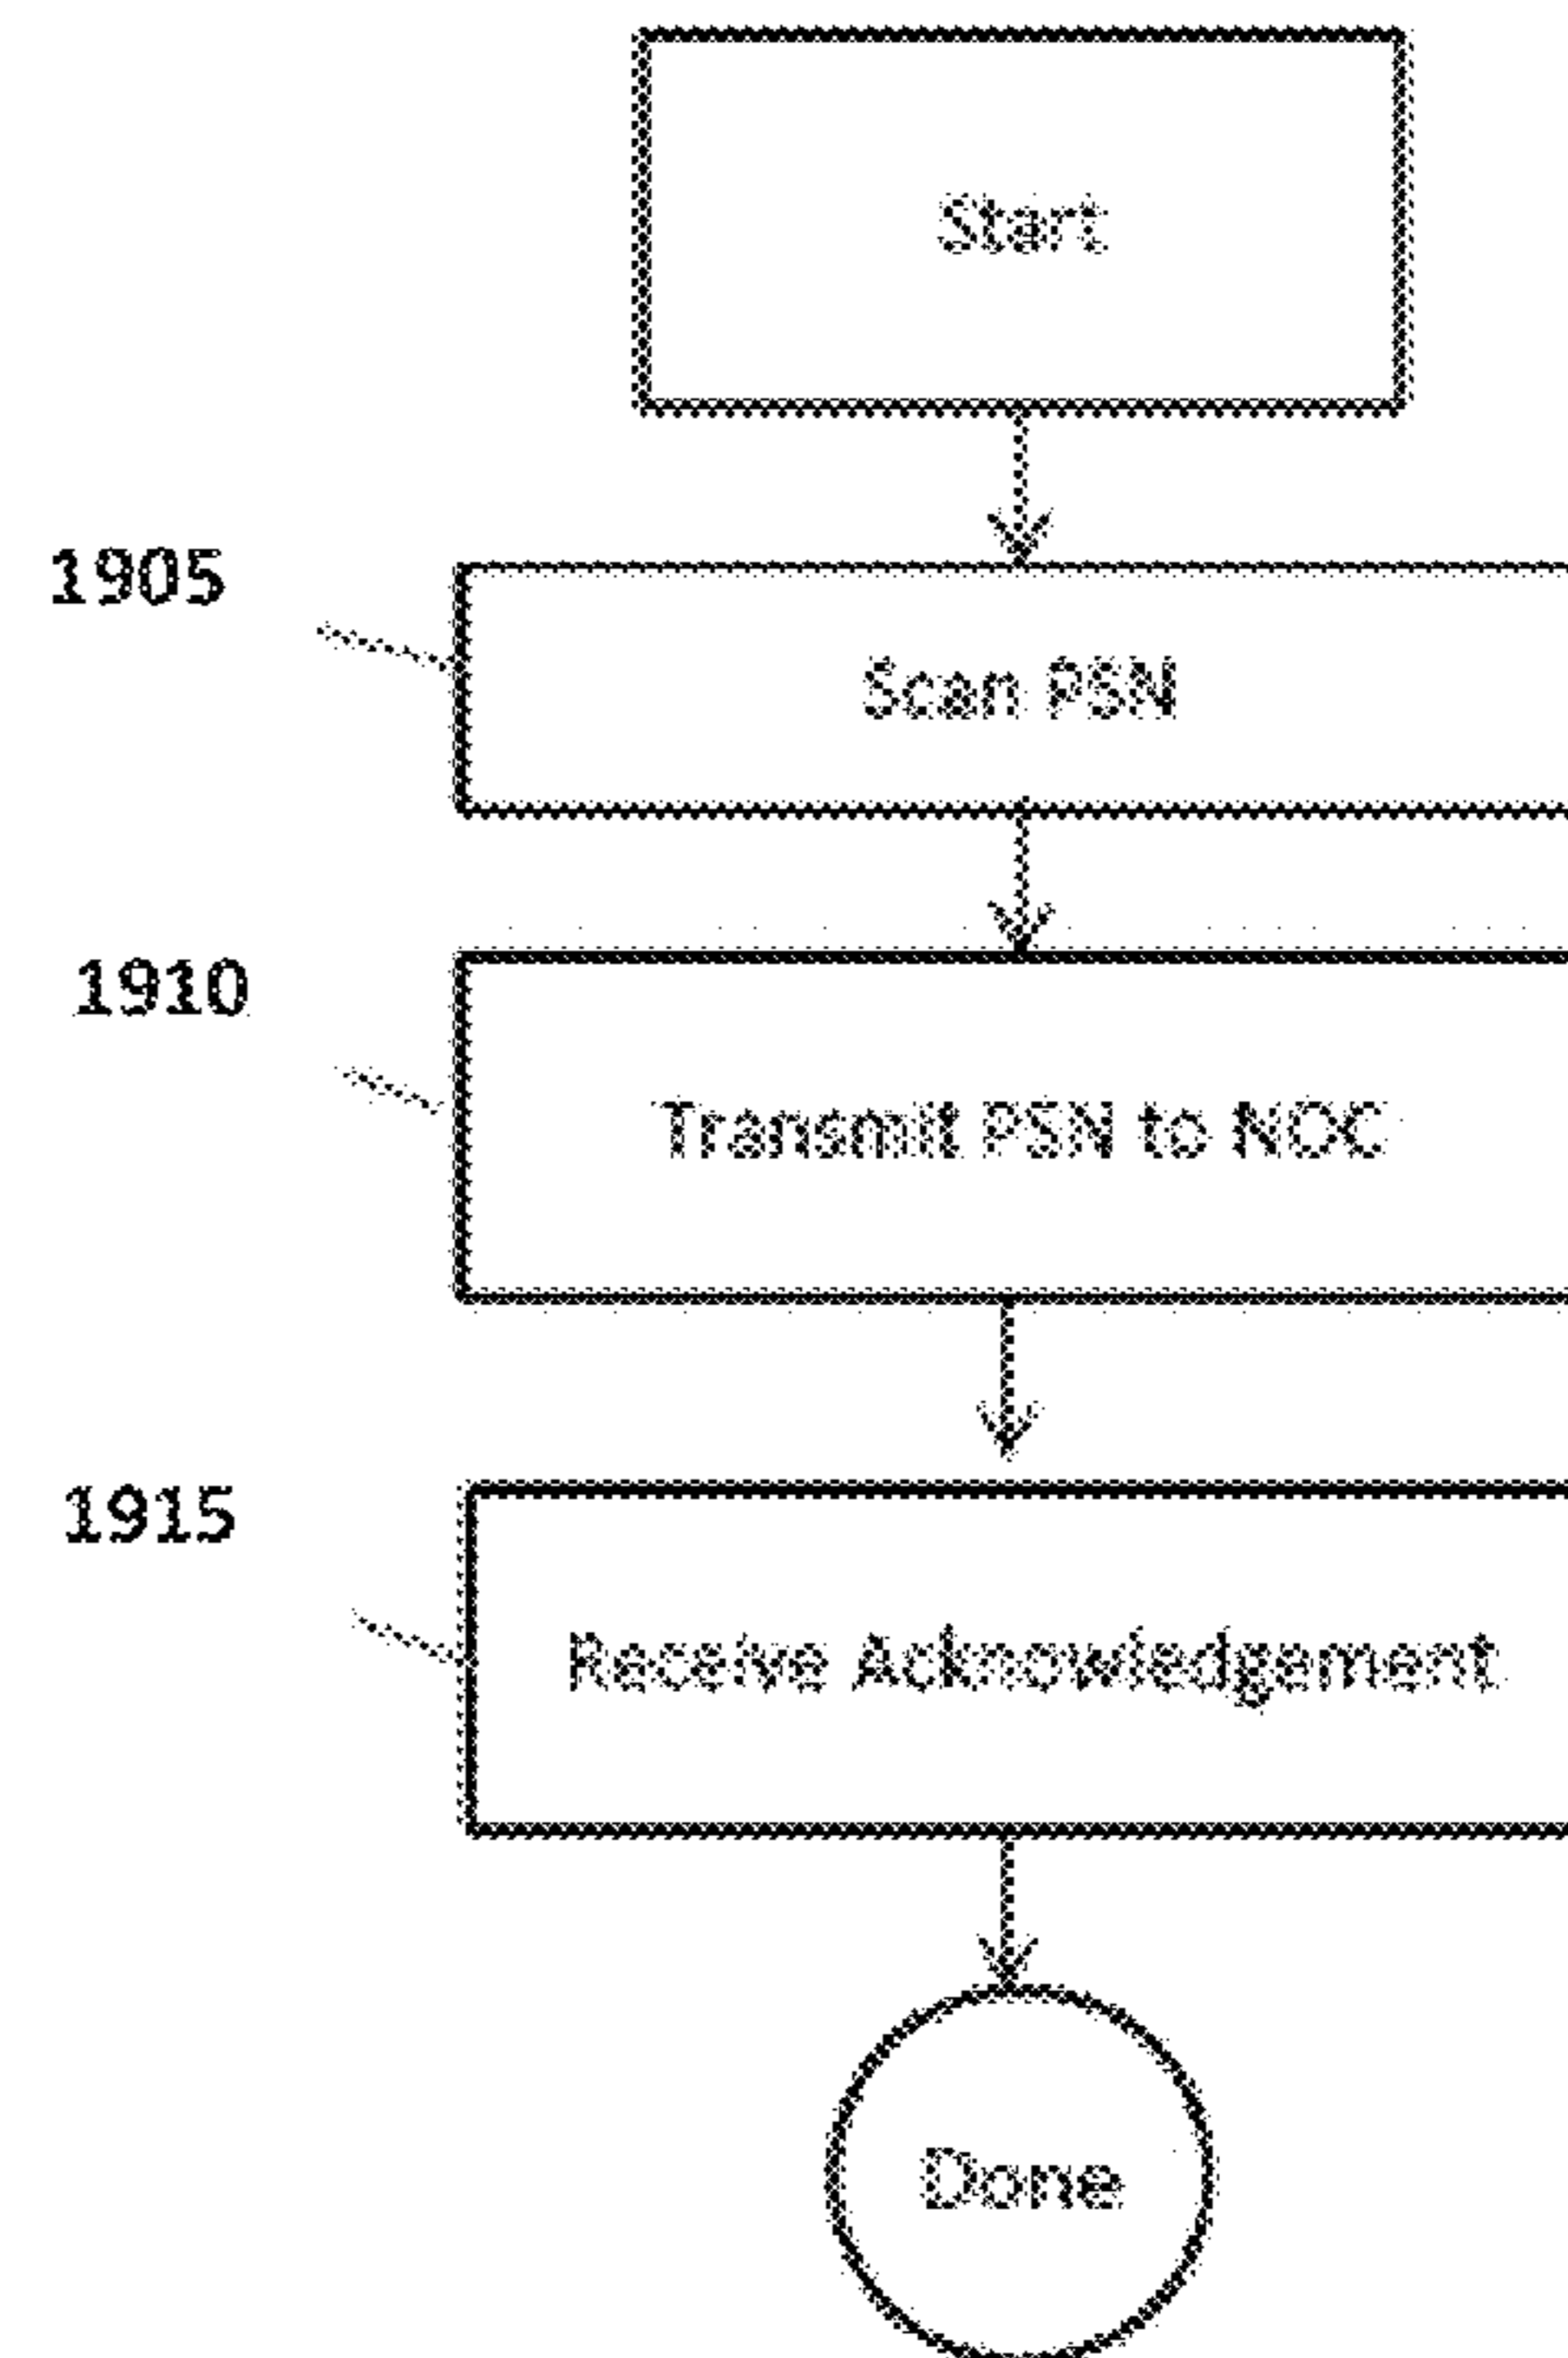 Start
1905
Scan PSN
1910
Transmit PSN to NOC
1915
Receive Acknowledgement
Done